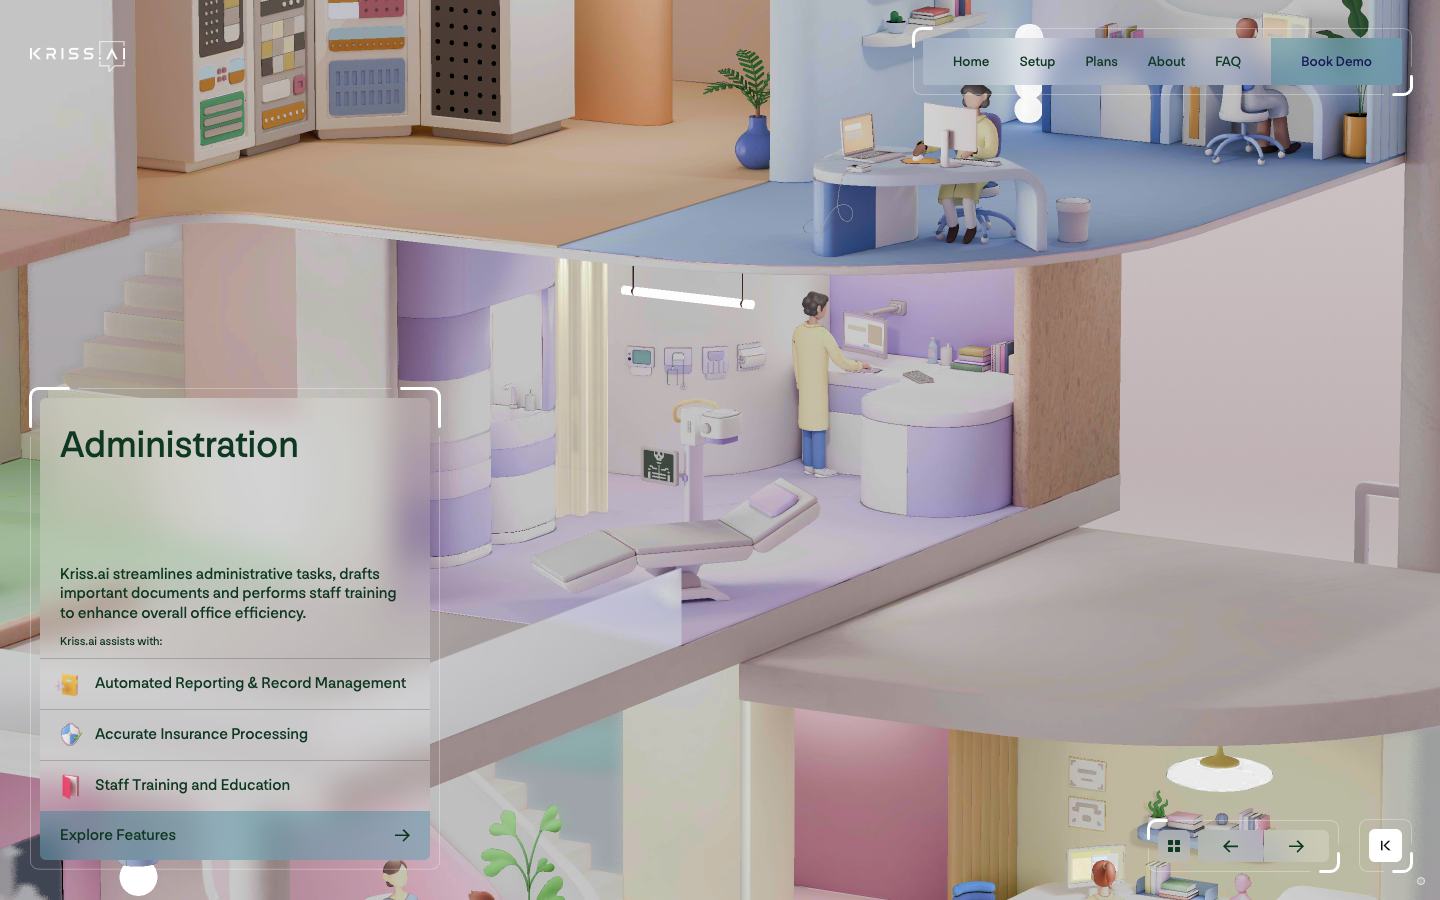 KRISS.AI
Home
Setup
Plans
About
FAQ
Book Demo
Administration
Kriss.ai streamlines administrative tasks, drafts
important documents and performs staff training
to enhance overall office efficiency.
Kriss.ai assists with:
Automated Reporting & Record Management
Accurate Insurance Processing
Staff Training and Education
Explore Features